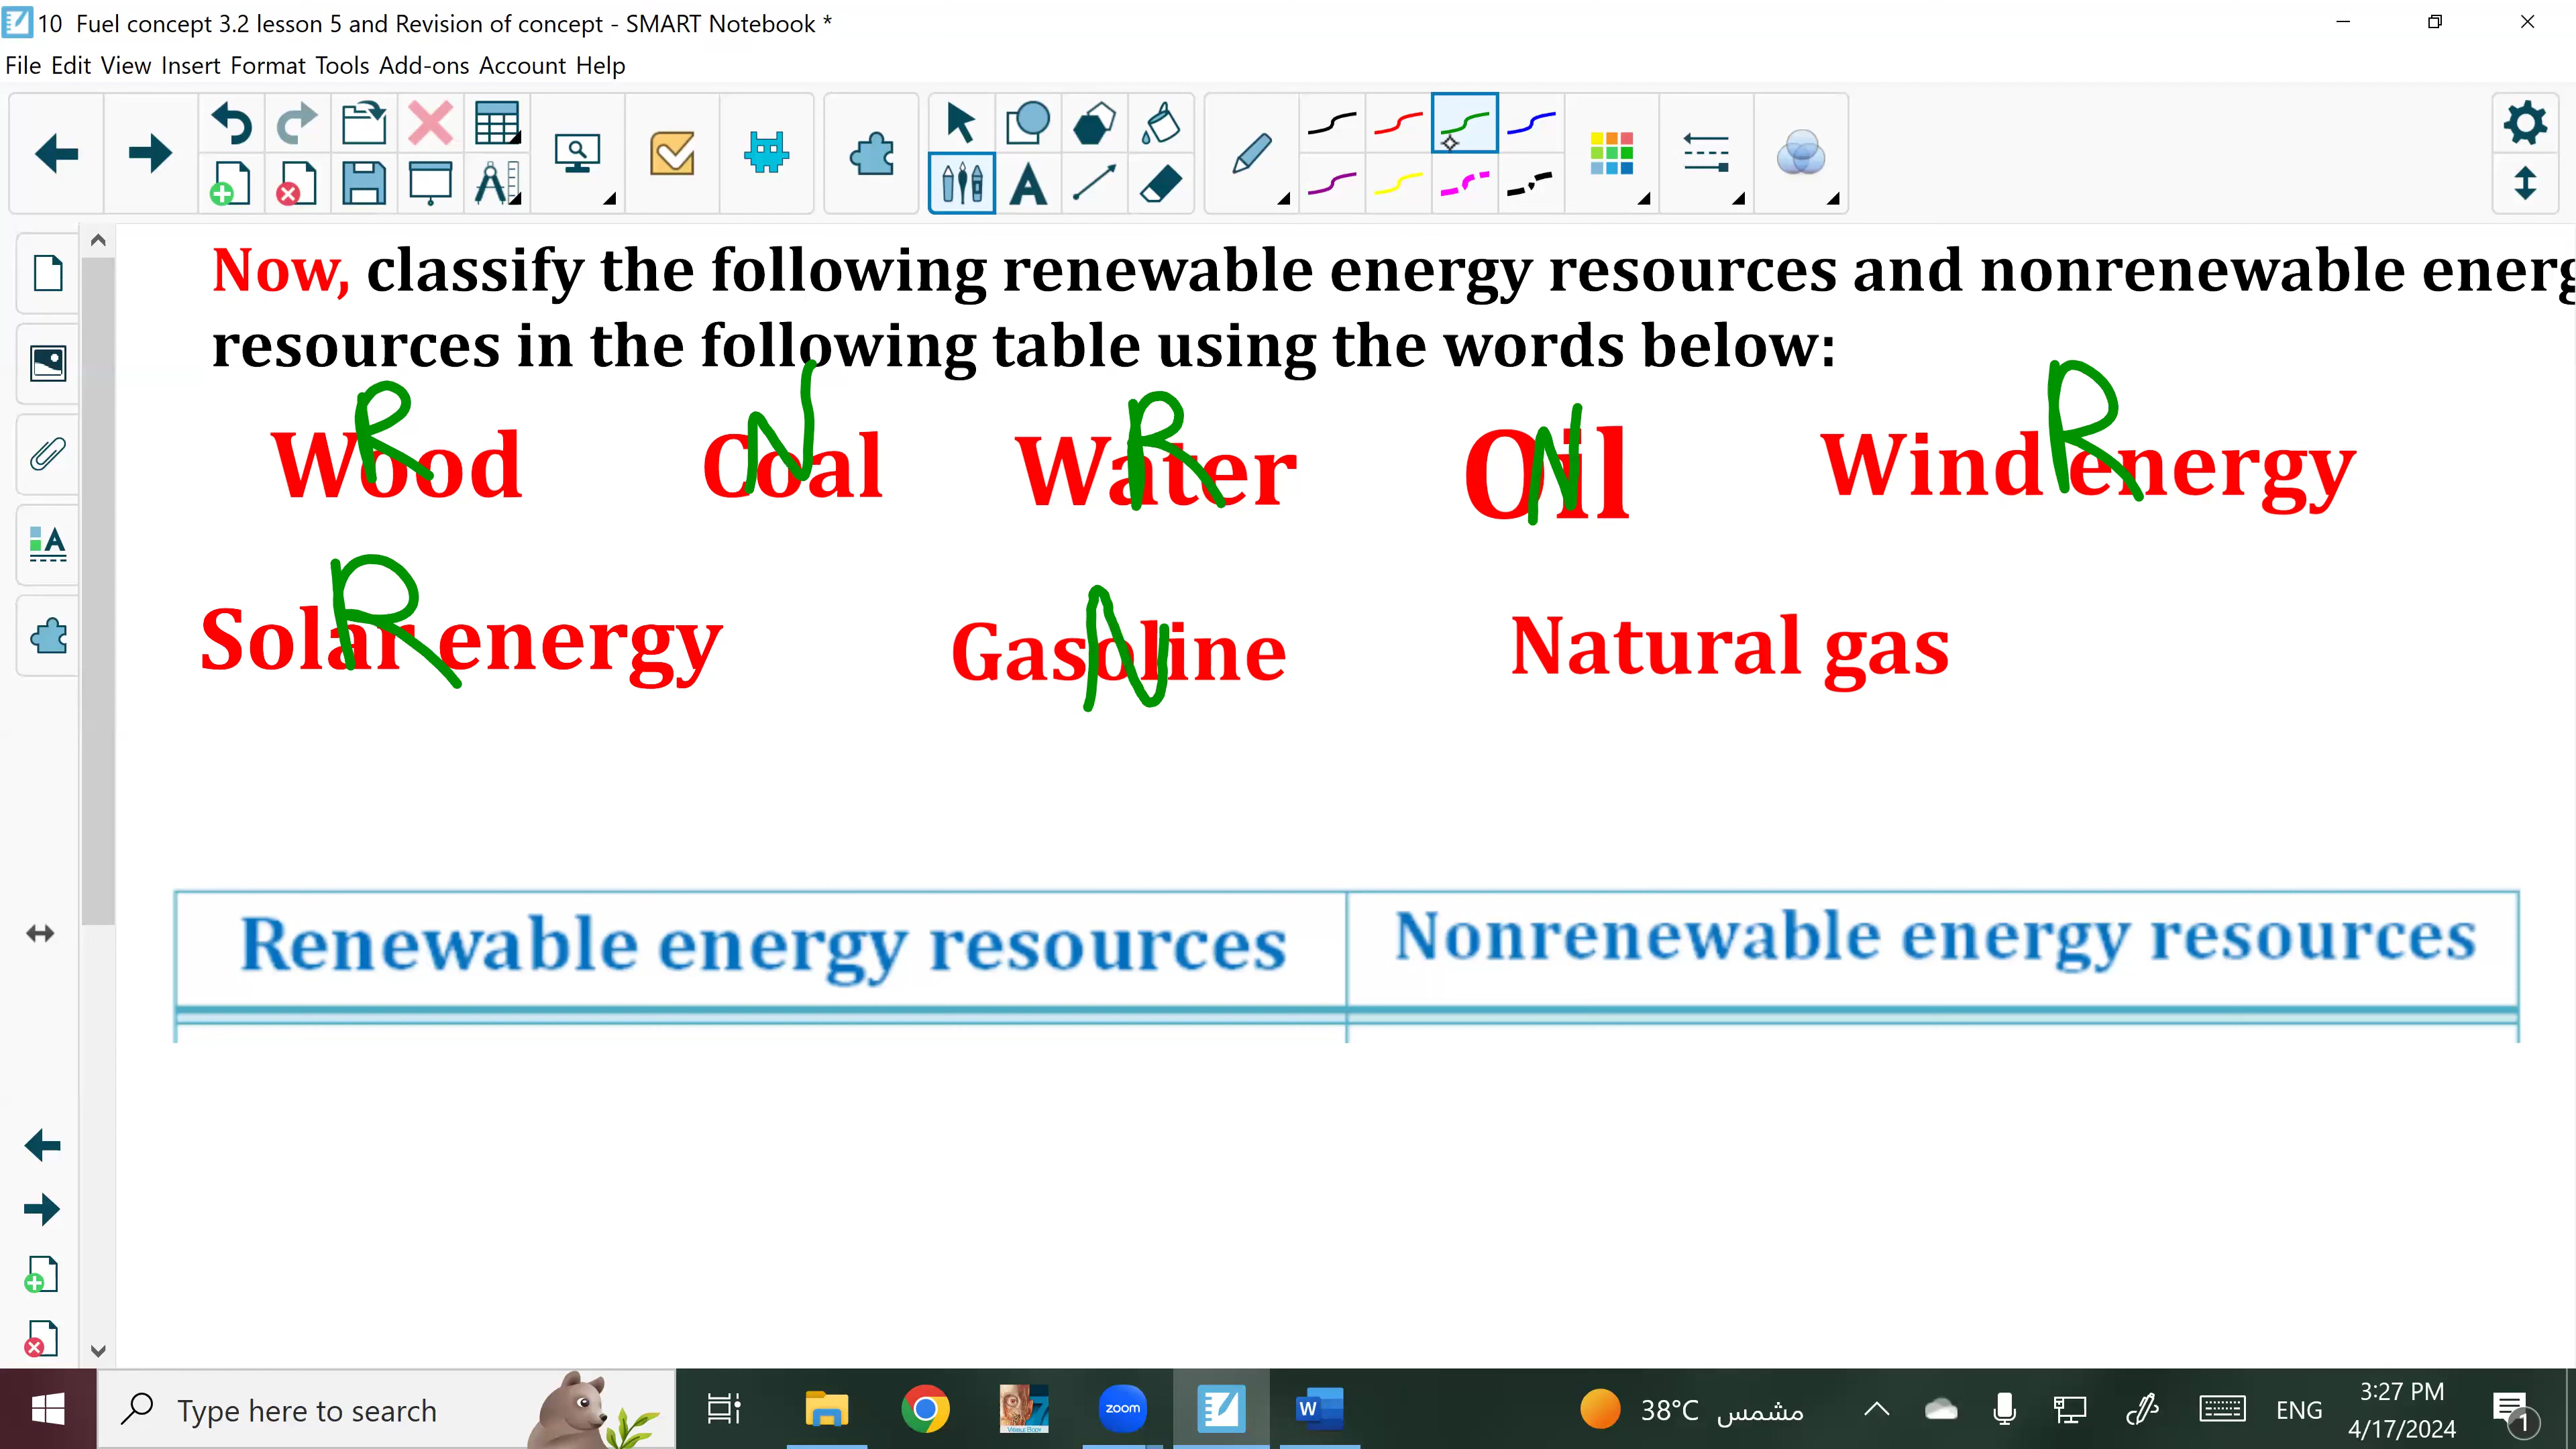 10 Fuel concept 3.2 lesson 5 and Revision of concept - SMART Notebook *
File Edit View Insert Format Tools Add-ons Account Help
Now, classify the following renewable energy resources and nonrenewable energ
resources in the following table using the words below:
R N R N R
Wood Coal Water Oil Wind energy
R N
Solar energy Gasoline Natural gas
Renewable energy resources Nonrenewable energy resources
Type here to search
zoom
W
38°C مشمس
ENG
3:27 PM
4/17/2024
1